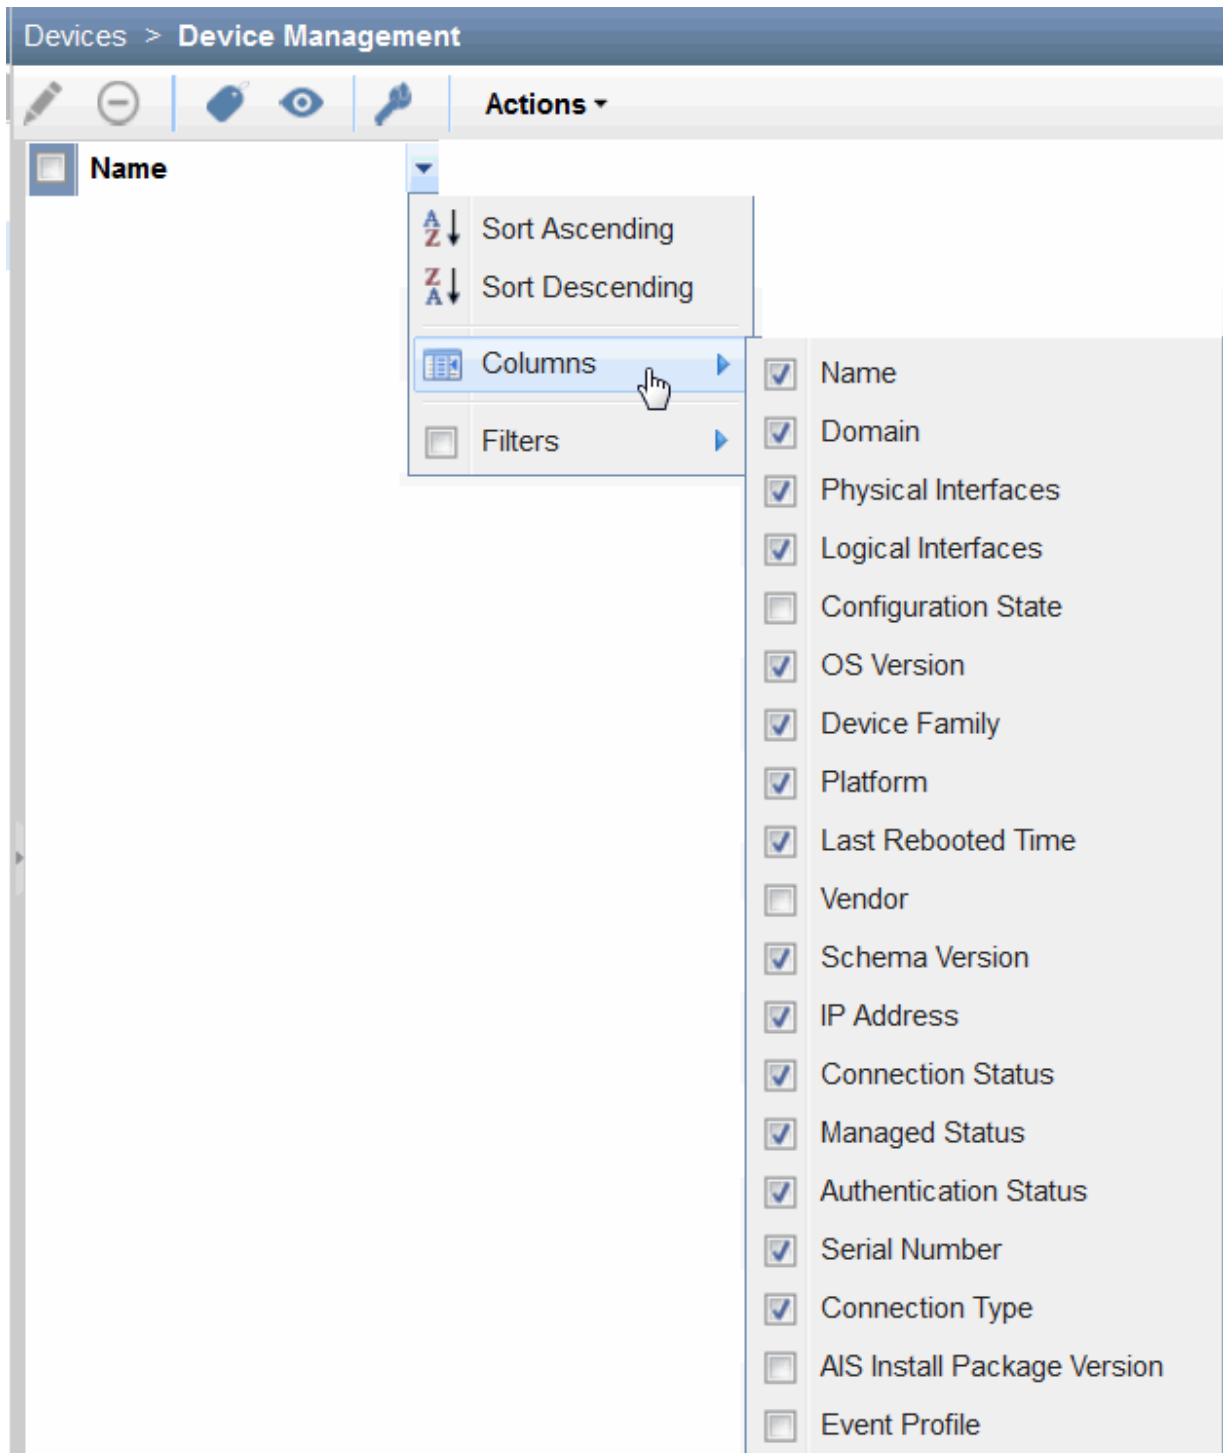 Devices > Device Management
Actions
Name
Sort Ascending
Sort Descending
Columns
Filters
Name
Domain
Physical Interfaces
Logical Interfaces
Configuration State
OS Version
Device Family
Platform
Last Rebooted Time
Vendor
Schema Version
IP Address
Connection Status
Managed Status
Authentication Status
Serial Number
Connection Type
AIS Install Package Version
Event Profile